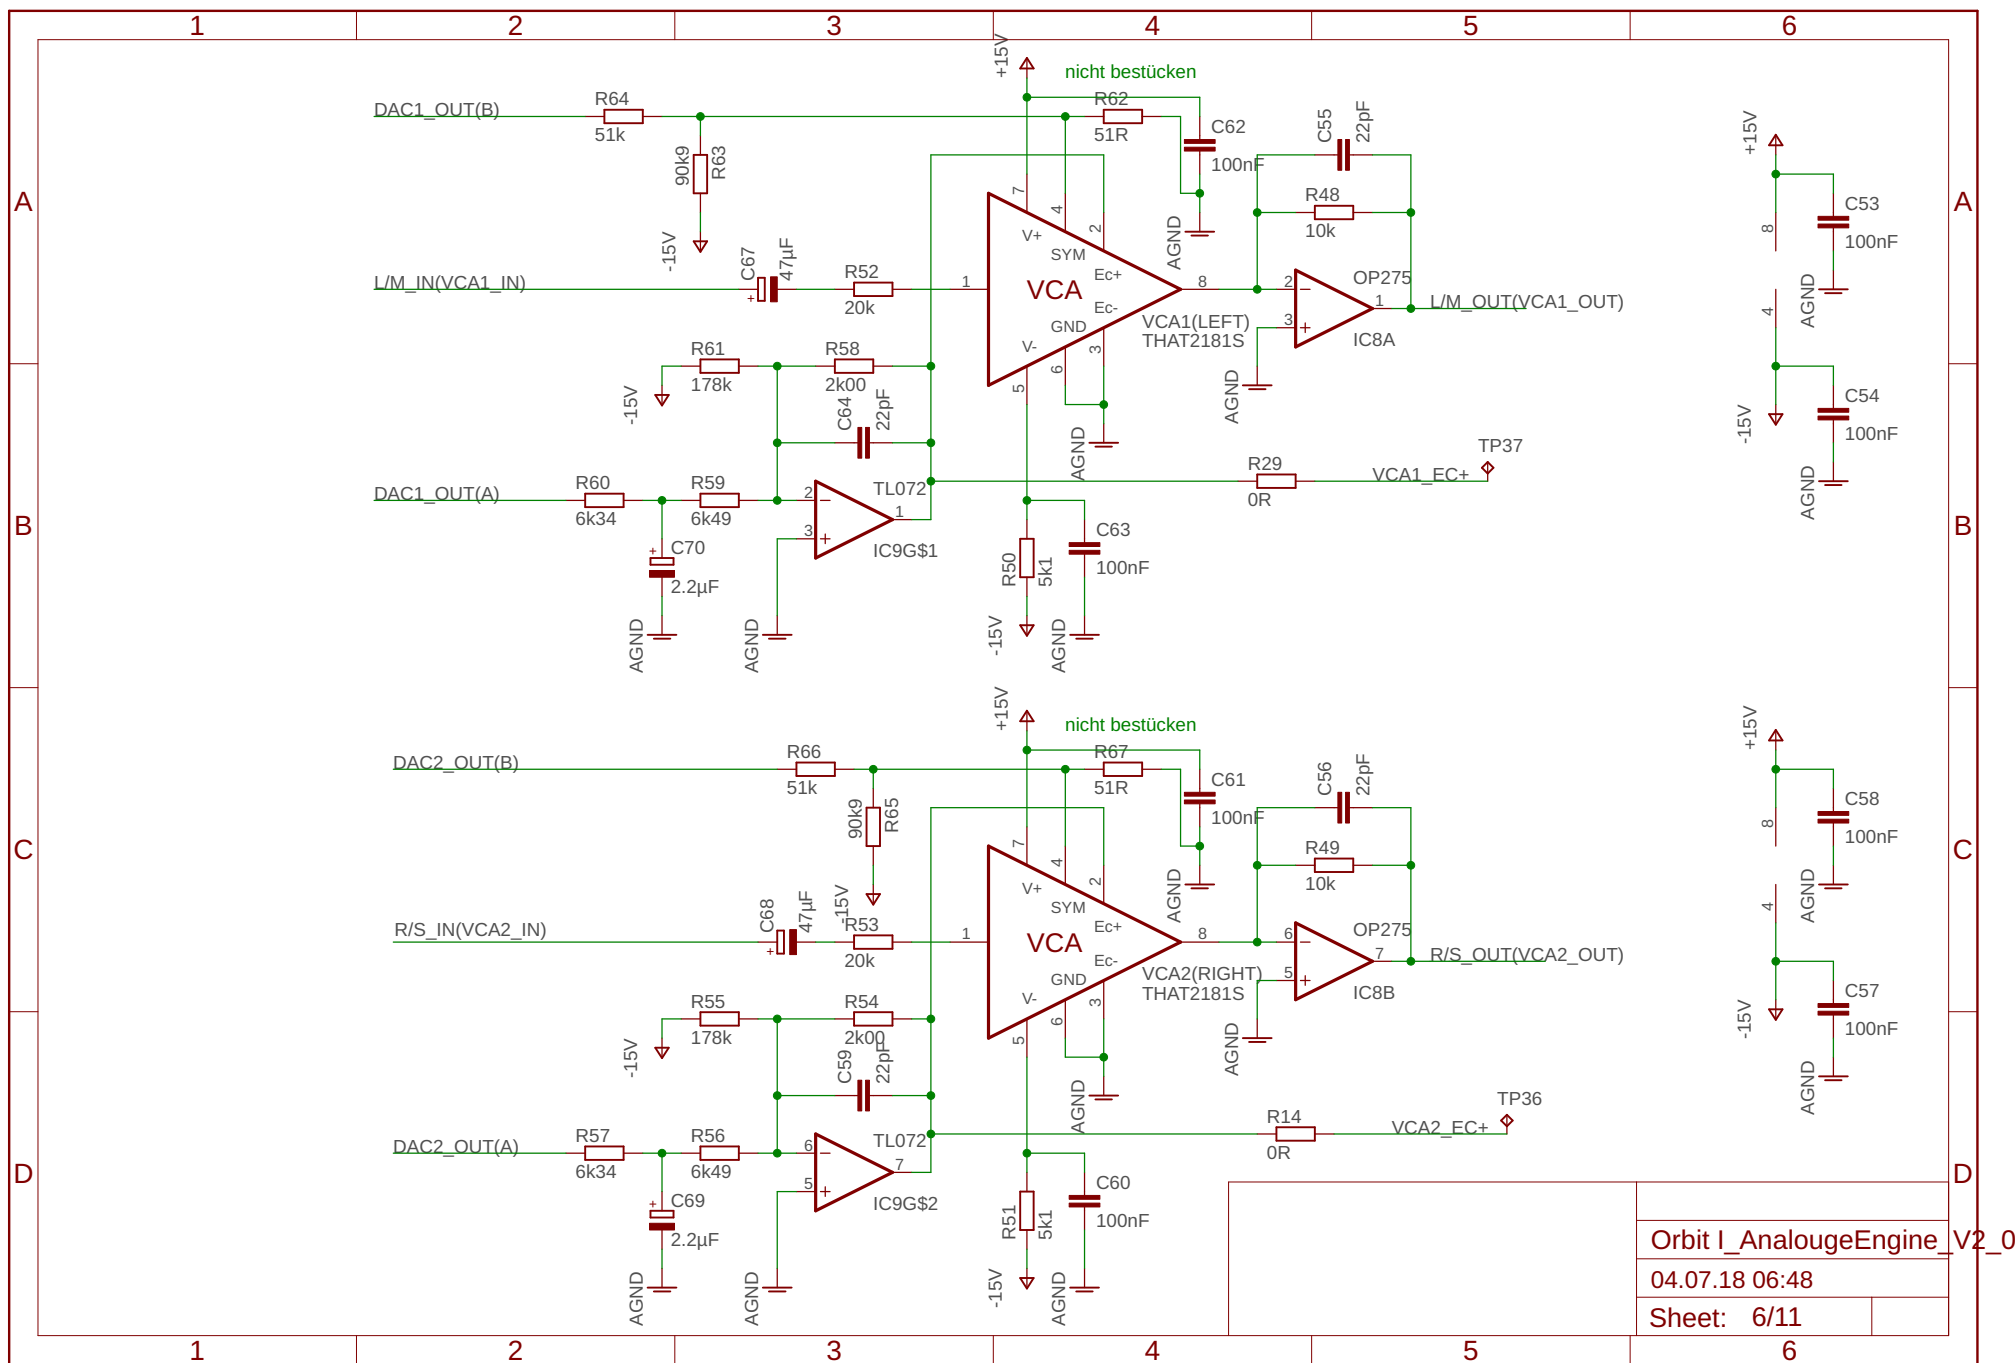 1 2 3 4 5 6
A
B
C
D
A
B
C
D
+15V
nicht bestücken
DAC1_OUT(B)
R64
51k
90k9
R63
-15V
R62
51R
C62
100nF
AGND
C55
22pF
R48
10k
L/M_IN(VCA1_IN)
C67
47µF
+
R52
20k
1
7
V+
4
SYM
2
Ec+
VCA
Ec-
GND
V-
3
6
5
8
VCA1(LEFT)
THAT2181S
AGND
2
3
OP275
1
IC8A
L/M_OUT(VCA1_OUT)
AGND
R61
178k
-15V
R58
2k00
C64
22pF
DAC1_OUT(A)
R60
6k34
R59
6k49
+
C70
2.2µF
AGND
2
3
TL072
1
IC9G$1
AGND
R50
5k1
-15V
C63
100nF
AGND
R29
0R
VCA1_EC+
TP37
+15V
8
C53
100nF
AGND
4
-15V
C54
100nF
AGND
+15V
nicht bestücken
DAC2_OUT(B)
R66
51k
90k9
R65
-15V
R67
51R
C61
100nF
AGND
C56
22pF
R49
10k
R/S_IN(VCA2_IN)
C68
47µF
+
R53
20k
1
7
V+
4
SYM
2
Ec+
VCA
Ec-
GND
V-
3
6
5
8
VCA2(RIGHT)
THAT2181S
AGND
6
5
OP275
7
IC8B
R/S_OUT(VCA2_OUT)
AGND
R55
178k
-15V
R54
2k00
C59
22pF
DAC2_OUT(A)
R57
6k34
R56
6k49
+
C69
2.2µF
AGND
6
5
TL072
7
IC9G$2
AGND
R51
5k1
-15V
C60
100nF
AGND
R14
0R
VCA2_EC+
TP36
+15V
8
C58
100nF
AGND
4
-15V
C57
100nF
AGND
Orbit I_AnalougeEngine_V2_0
04.07.18 06:48
Sheet: 6/11
1 2 3 4 5 6